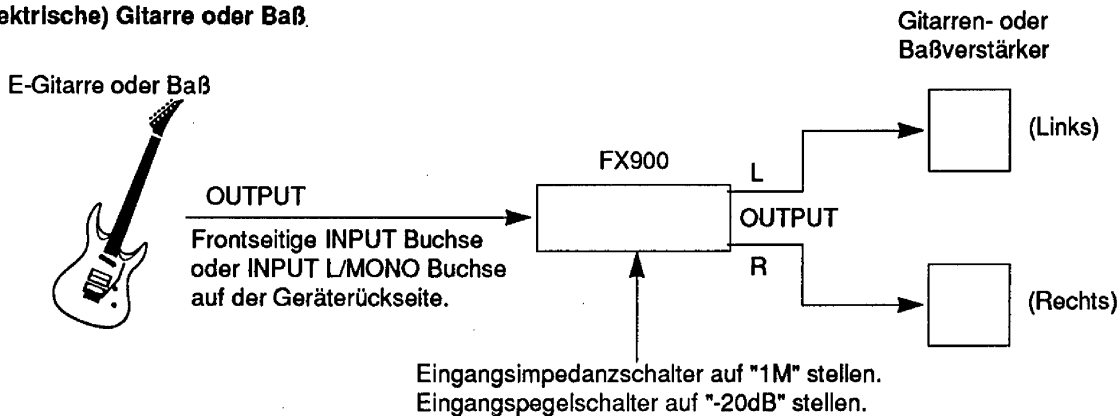 ektrische) Gitarre oder Baß
Gitarren- oder
Baßverstärker
E-Gitarre oder Baß
(Links)
FX900
L
OUTPUT
OUTPUT
Frontseitige INPUT Buchse
oder INPUT L/MONO Buchse
auf der Geräterückseite.
R
(Rechts)
Eingangsimpedanzschalter auf "1M" stellen.
Eingangspegelschalter auf "-20dB" stellen.